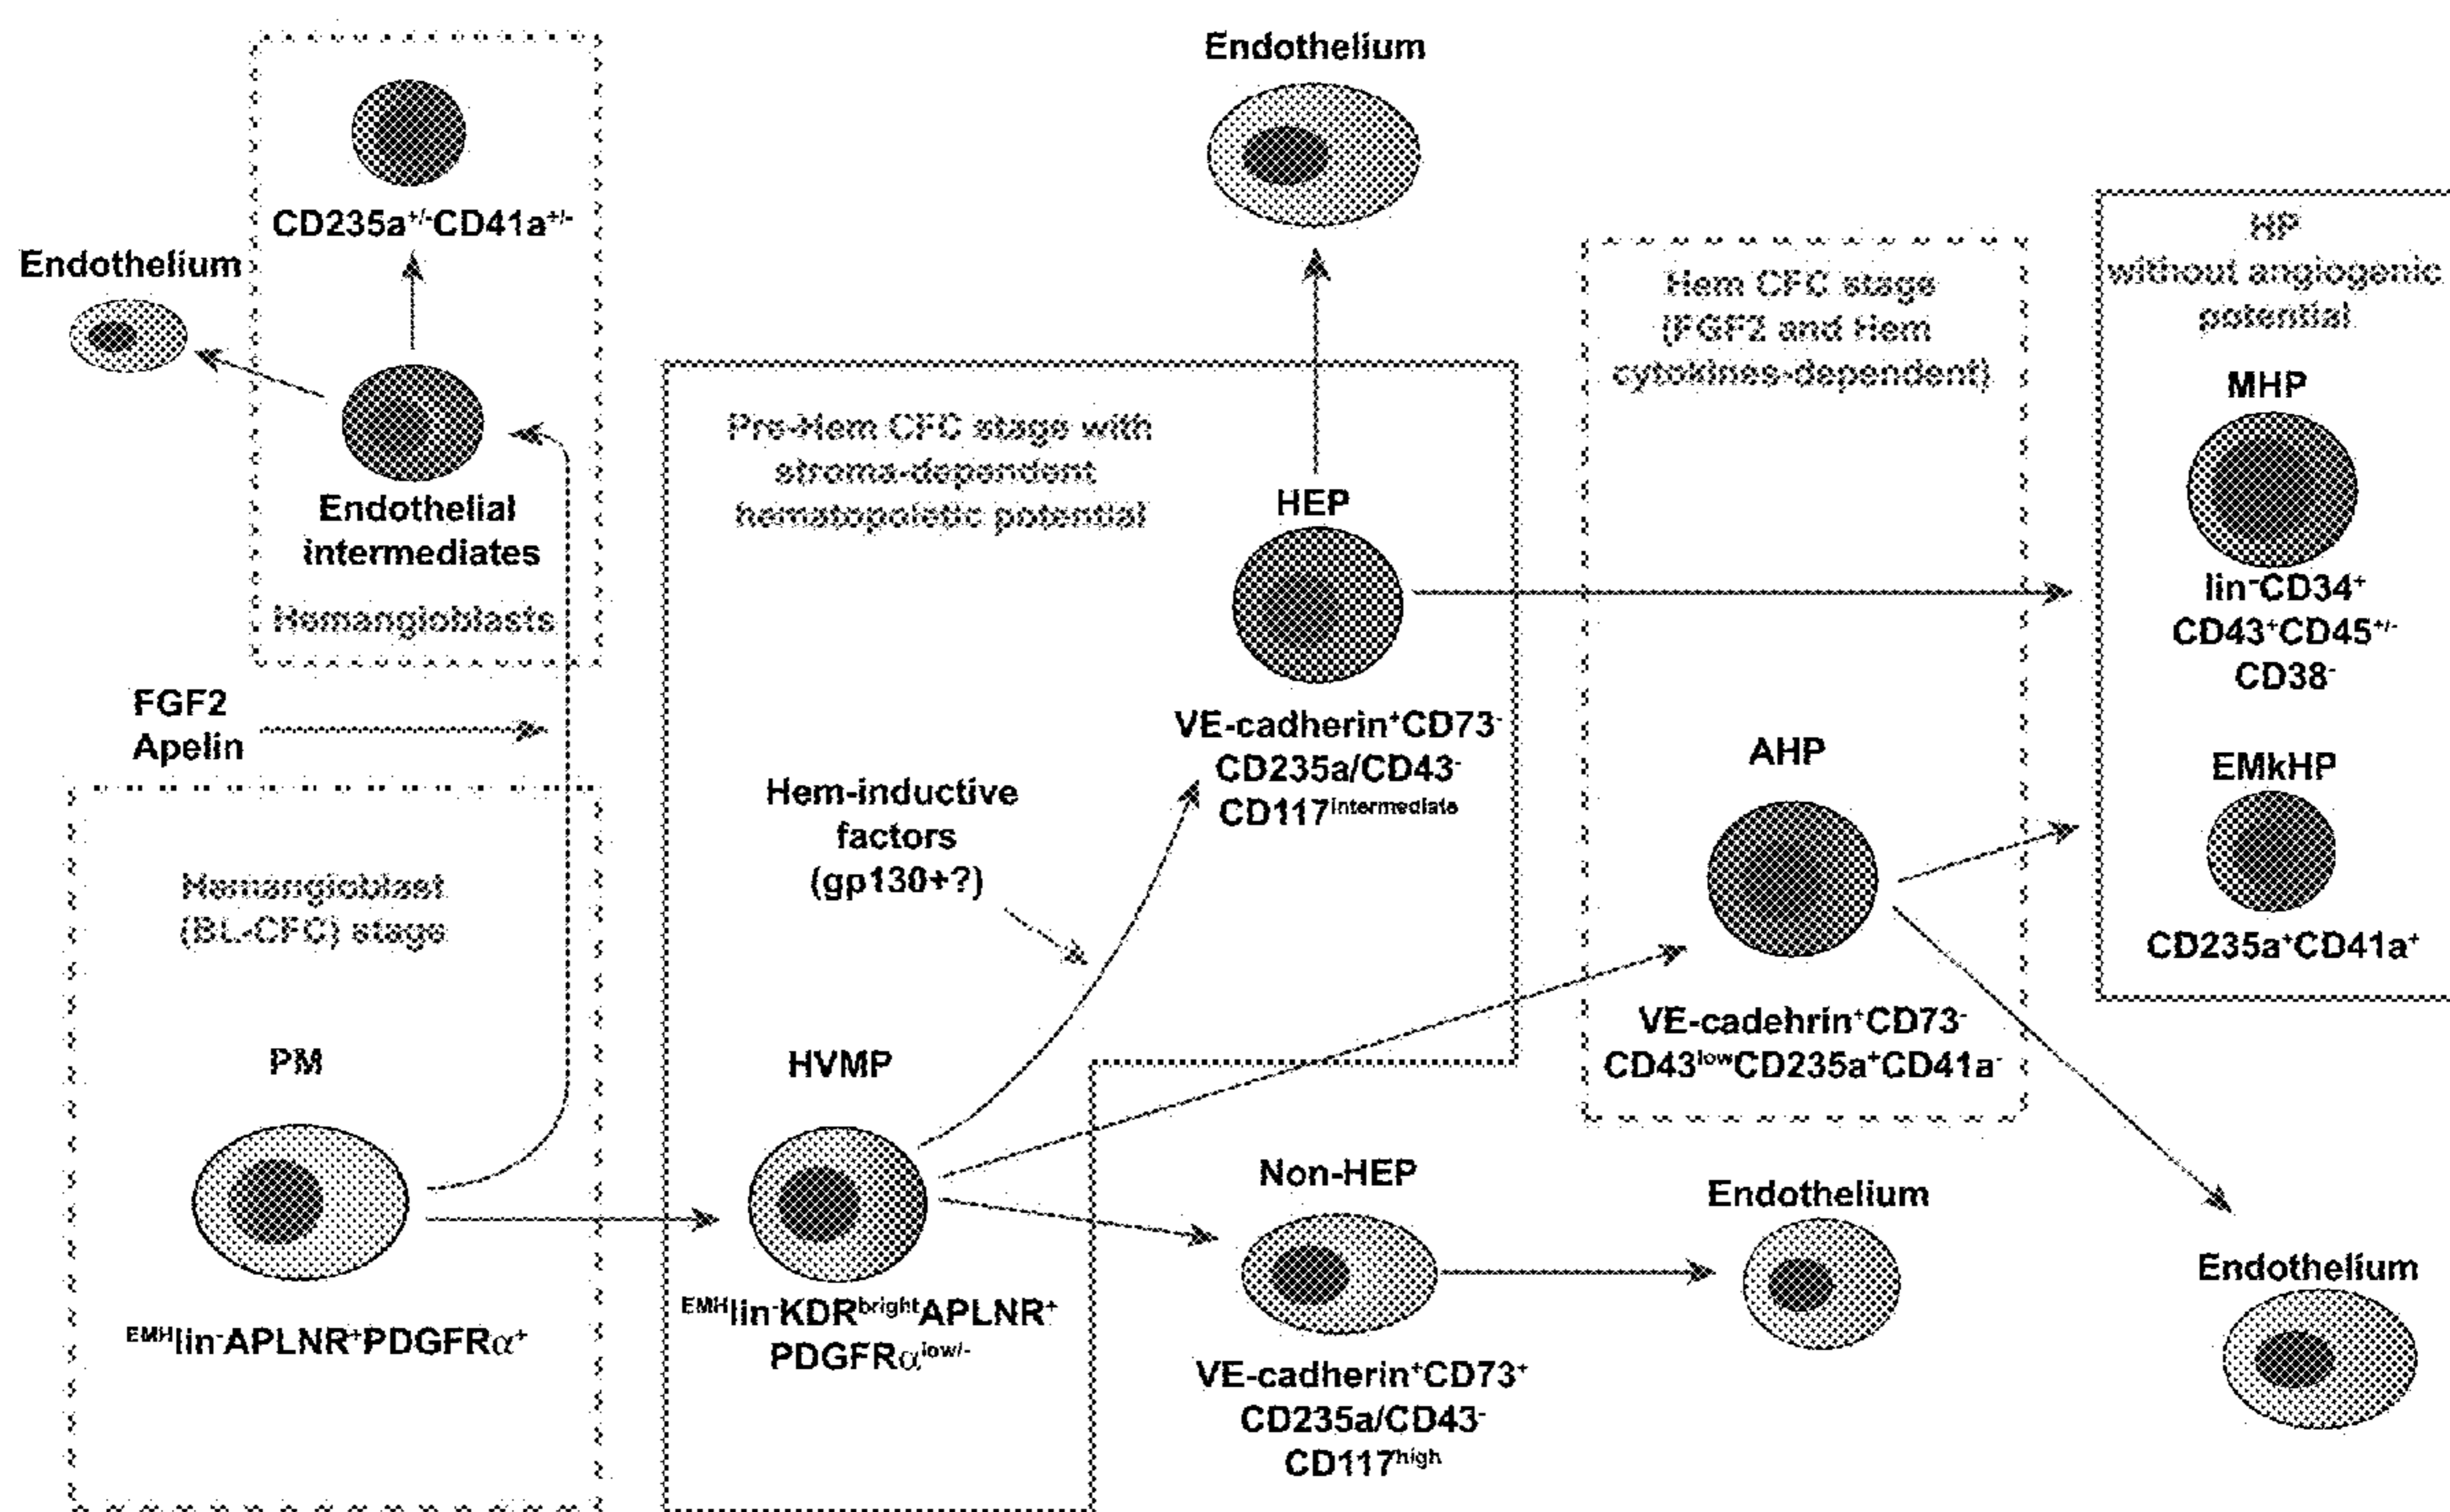 Endothelium
CD235a⁺/⁻CD41a⁺/⁻
Endothelium
Endothelial
intermediates
Hemangioblasts
FGF2
Apelin
Hemangioblast
(BL-CFC) stage
PM
ᴱᴹᴴlin⁻APLNR⁺PDGFRα⁺
Pre-Hem CFC stage with
stroma-dependent
hematopoietic potential
HEP
VE-cadherin⁺CD73⁻
CD235a/CD43⁻
CD117ⁱⁿᵗᵉʳᵐᵉᵈⁱᵃᵗᵉ
Hem-inductive
factors
(gp130+?)
HVMP
ᴱᴹᴴlin⁻KDRᵇʳⁱᵍʰᵗAPLNR⁺
PDGFRαˡᵒʷ/⁻
Non-HEP
VE-cadherin⁺CD73⁺
CD235a/CD43⁻
CD117ʰⁱᵍʰ
Endothelium
Hem CFC stage
(FGF2 and Hem
cytokines-dependent)
AHP
VE-cadehrin⁺CD73⁻
CD43ˡᵒʷCD235a⁺CD41a⁻
HP
without angiogenic
potential
MHP
lin⁻CD34⁺
CD43⁺CD45⁺/⁻
CD38⁻
EMkHP
CD235a⁺CD41a⁺
Endothelium